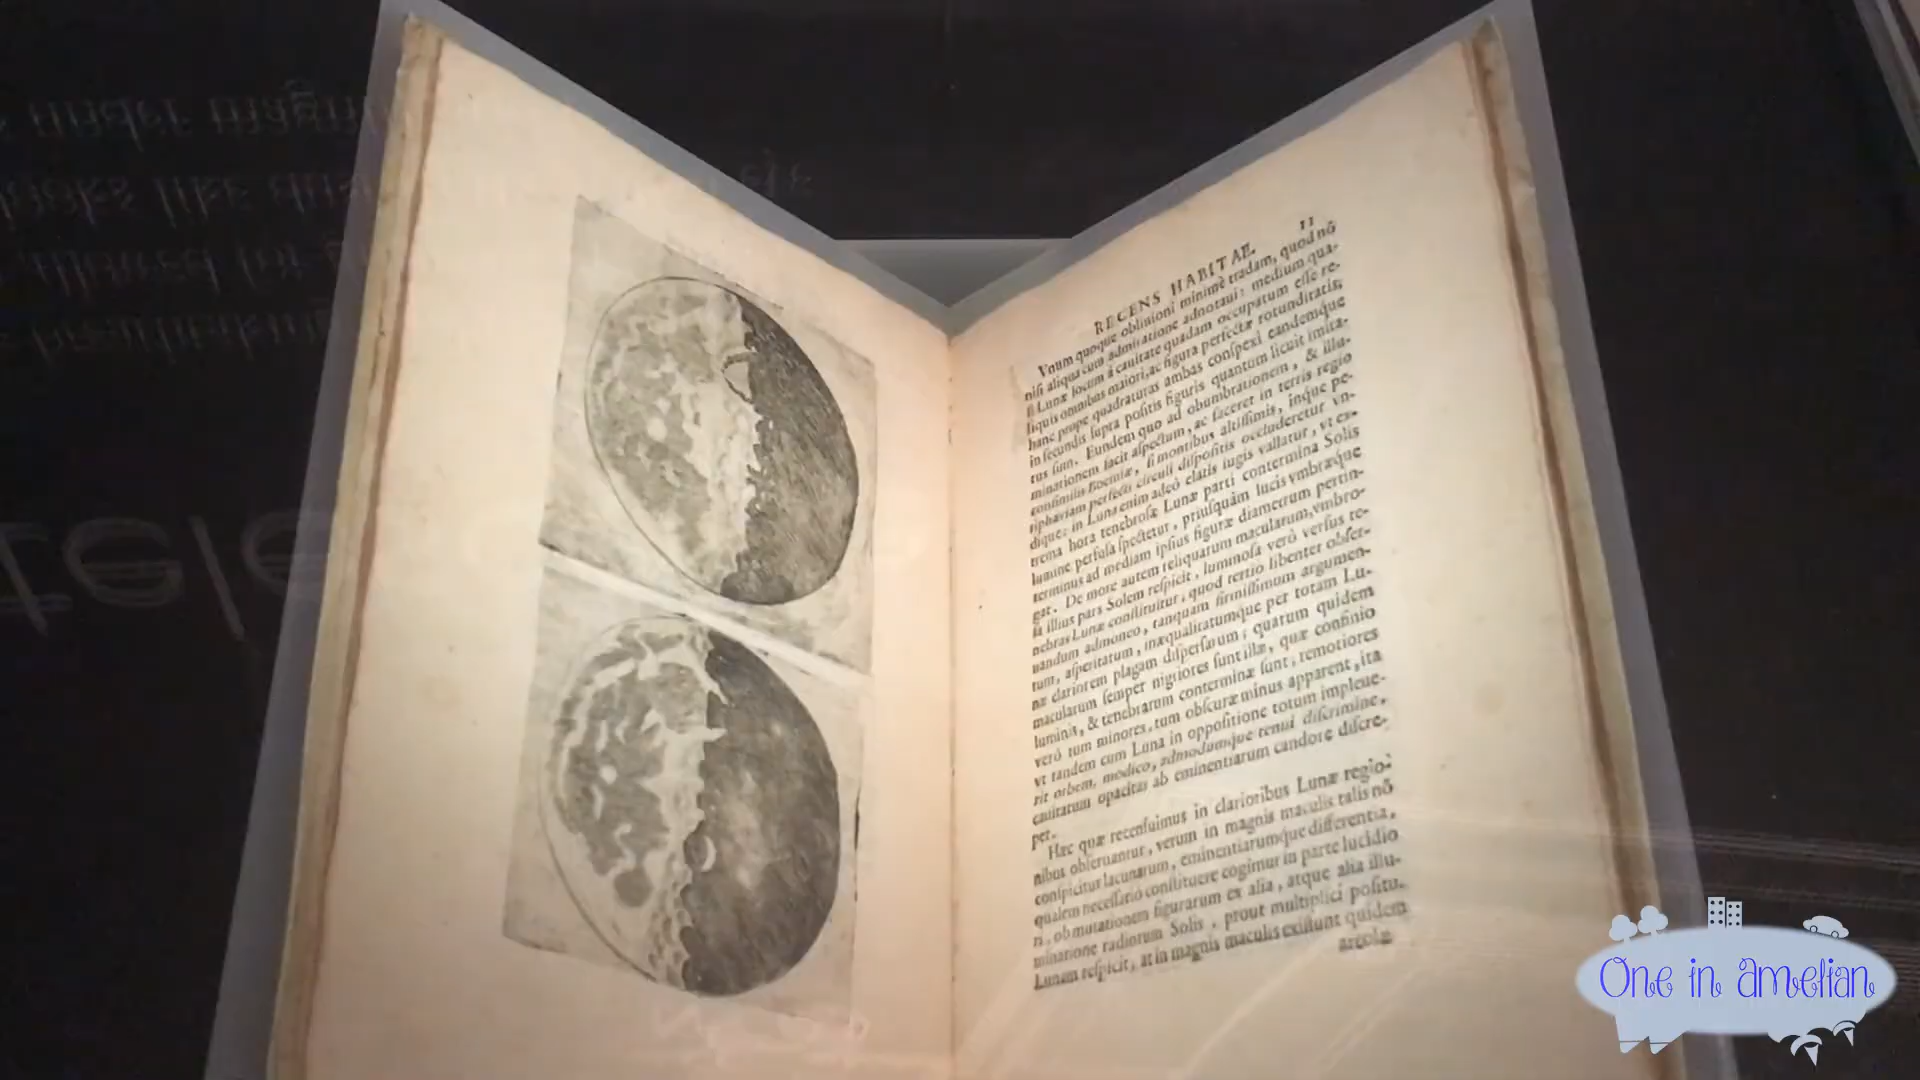 11
RECENS HABITAE.
Vnum quoque obliuioni minimè tradam, quod nõ
nisi aliqua cum admiratione adnotaui: medium qua-
si Lunæ locum à cauitate quadam occupatum esse re-
liquis omnibus maiori, ac figura perfectæ rotunditatis;
hanc prope quadraturas ambas conspexi, eandemque
in secundis supra positis figuris quantum licuit imita-
tus sum. Eundem quo ad obumbrationem, & illu-
minationem facit aspectum, ac faceret in terris regio
consimilis Boemiæ, si montibus altissimis, inque pe-
ripheriam perfecti circuli dispositis occluderetur vn-
dique: in Luna enim adeò elatis iugis vallatur, vt ex-
trema hora tenebrosæ Lunæ parti contermina Solis
lumine perfusa spectetur, priusquàm lucis vmbræque
terminus ad mediam ipsius figuræ diametrum pertin-
gat. De more autem reliquarum macularum, vmbro-
sa illius pars Solem respicit, luminosa verò versus te-
nebras Lunæ constituitur, quod tertio libenter obser-
uandum admoneo, tanquam firmissimum argumen-
tum, asperitatum, inæqualitatumque per totam Lu-
næ clariorem plagam dispersarum; quarum quidem
macularum semper nigriores sunt illæ, quæ confinio
luminis, & tenebrarum conterminæ sunt, remotiores
verò tum minores, tum obscuræ minus apparent, ita
vt tandem cum Luna in oppositione totum impleue-
rit orbem, modico, admodumque tenui discrimine,
cauitatum opacitas ab eminentiarum candore discre-
pet.
Hæc quæ recensuimus in clarioribus Lunæ regio-
nibus obseruantur, verum in magnis maculis talis nõ
conspicitur lacunarum, eminentiarumque differentia,
qualem necessariò constituere cogimur in parte lucidio
ri, ob mutationem figurarum ex alia, atque alia illu-
minatione radiorum Solis, prout multiplici positu
Lunam respicit, at in magnis maculis existunt quidem
areolæ
One in amelian